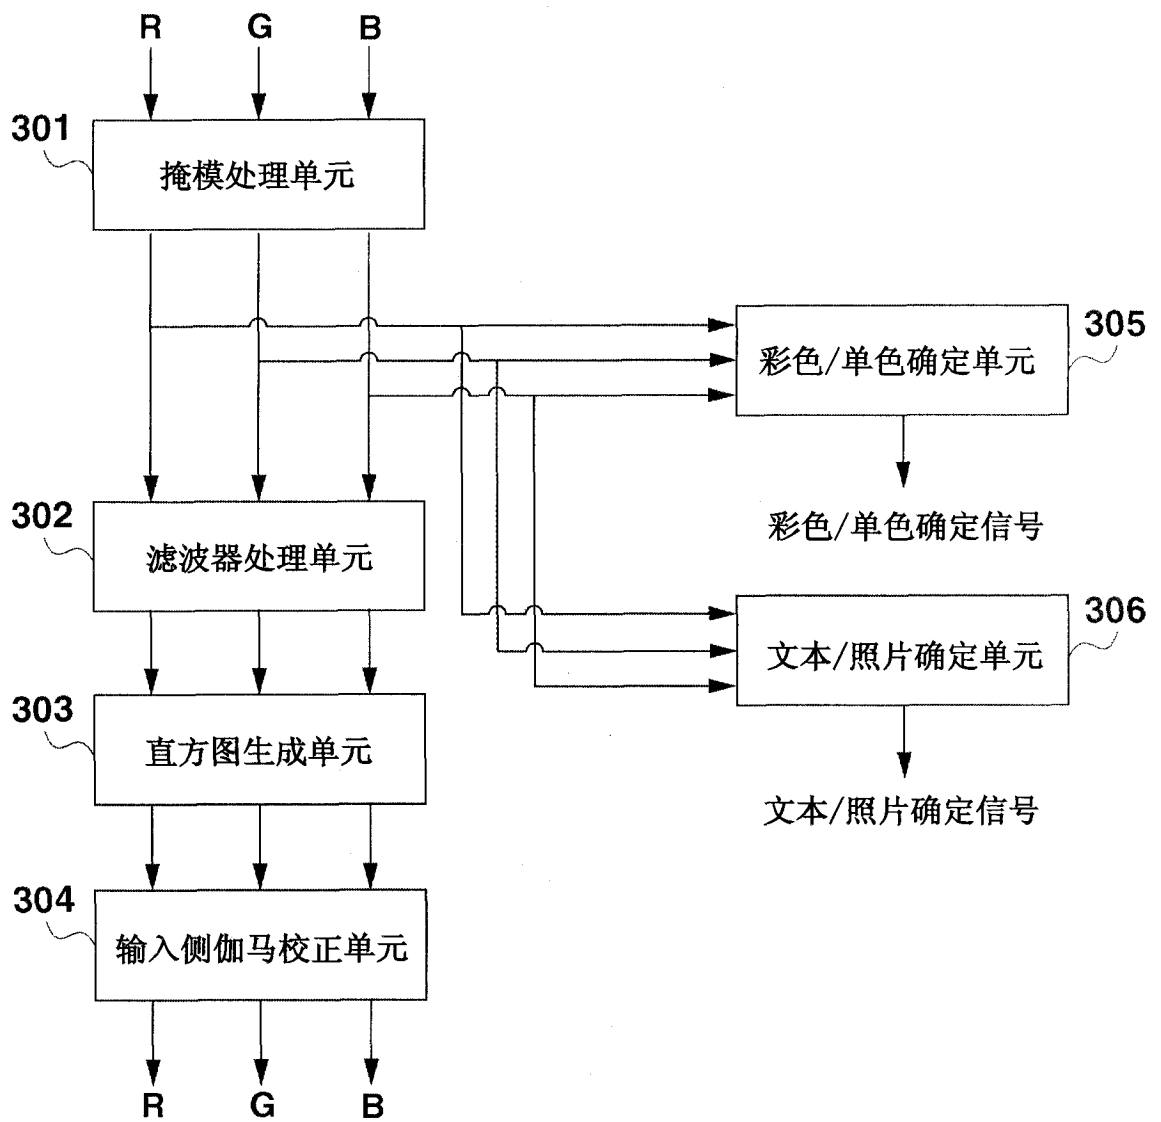 R G B
301
掩模处理单元
305
彩色/单色确定单元
302
滤波器处理单元
彩色/单色确定信号
306
文本/照片确定单元
303
直方图生成单元
文本/照片确定信号
304
输入侧伽马校正单元
R G B